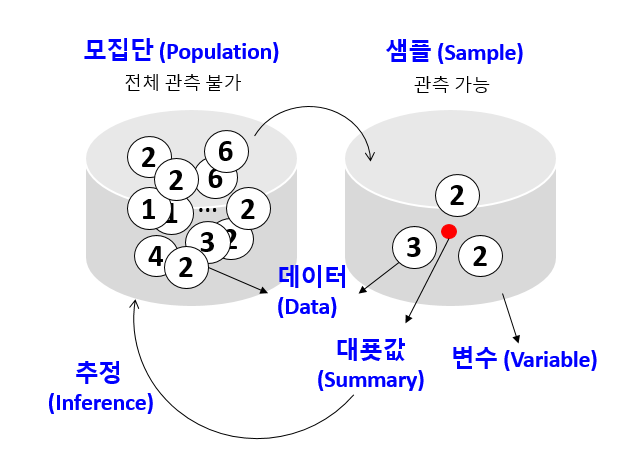 모집단 (Population)
전체 관측 불가
샘플 (Sample)
관측 가능
2
6
2
6
1
1
...
2
4
3
2
2
2
3
2
데이터
(Data)
대푯값
(Summary)
변수 (Variable)
추정
(Inference)